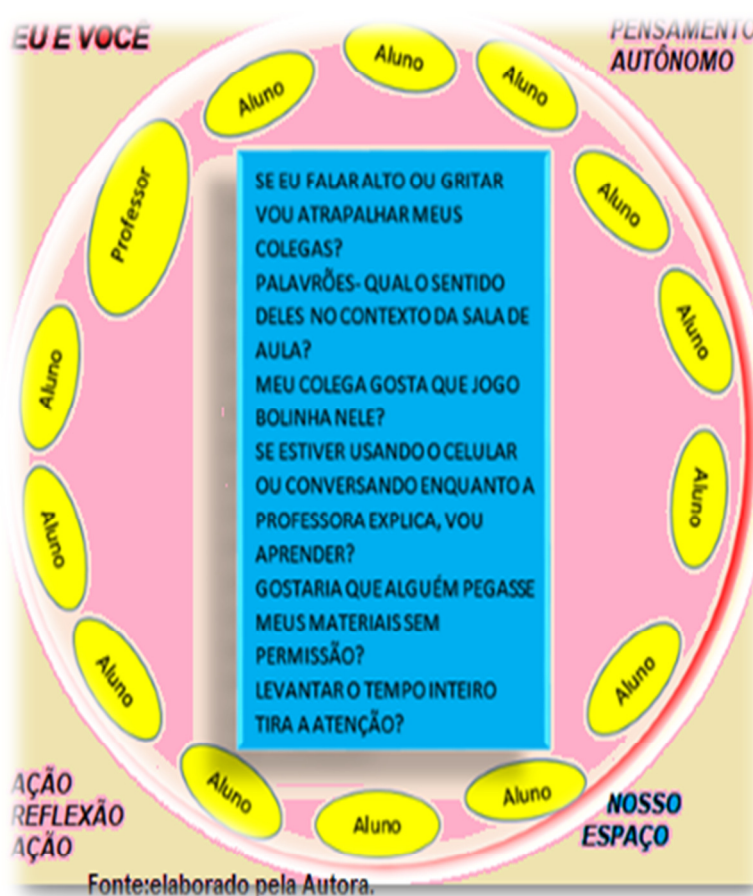 EU E VOCÊ
PENSAMENTO
AUTÔNOMO
Aluno
Aluno
Aluno
Aluno
Aluno
Aluno
Aluno
Aluno
Aluno
Aluno
Aluno
Aluno
Aluno
Professor
SE EU FALAR ALTO OU GRITAR
VOU ATRAPALHAR MEUS
COLEGAS?
PALAVRÕES- QUAL O SENTIDO
DELES NO CONTEXTO DA SALA DE
AULA?
MEU COLEGA GOSTA QUE JOGO
BOLINHA NELE?
SE ESTIVER USANDO O CELULAR
OU CONVERSANDO ENQUANTO A
PROFESSORA EXPLICA, VOU
APRENDER?
GOSTARIA QUE ALGUÉM PEGASSE
MEUS MATERIAIS SEM
PERMISSÃO?
LEVANTAR O TEMPO INTEIRO
TIRA A ATENÇÃO?
AÇÃO
REFLEXÃO
AÇÃO
NOSSO
ESPAÇO
Fonte:elaborado pela Autora.